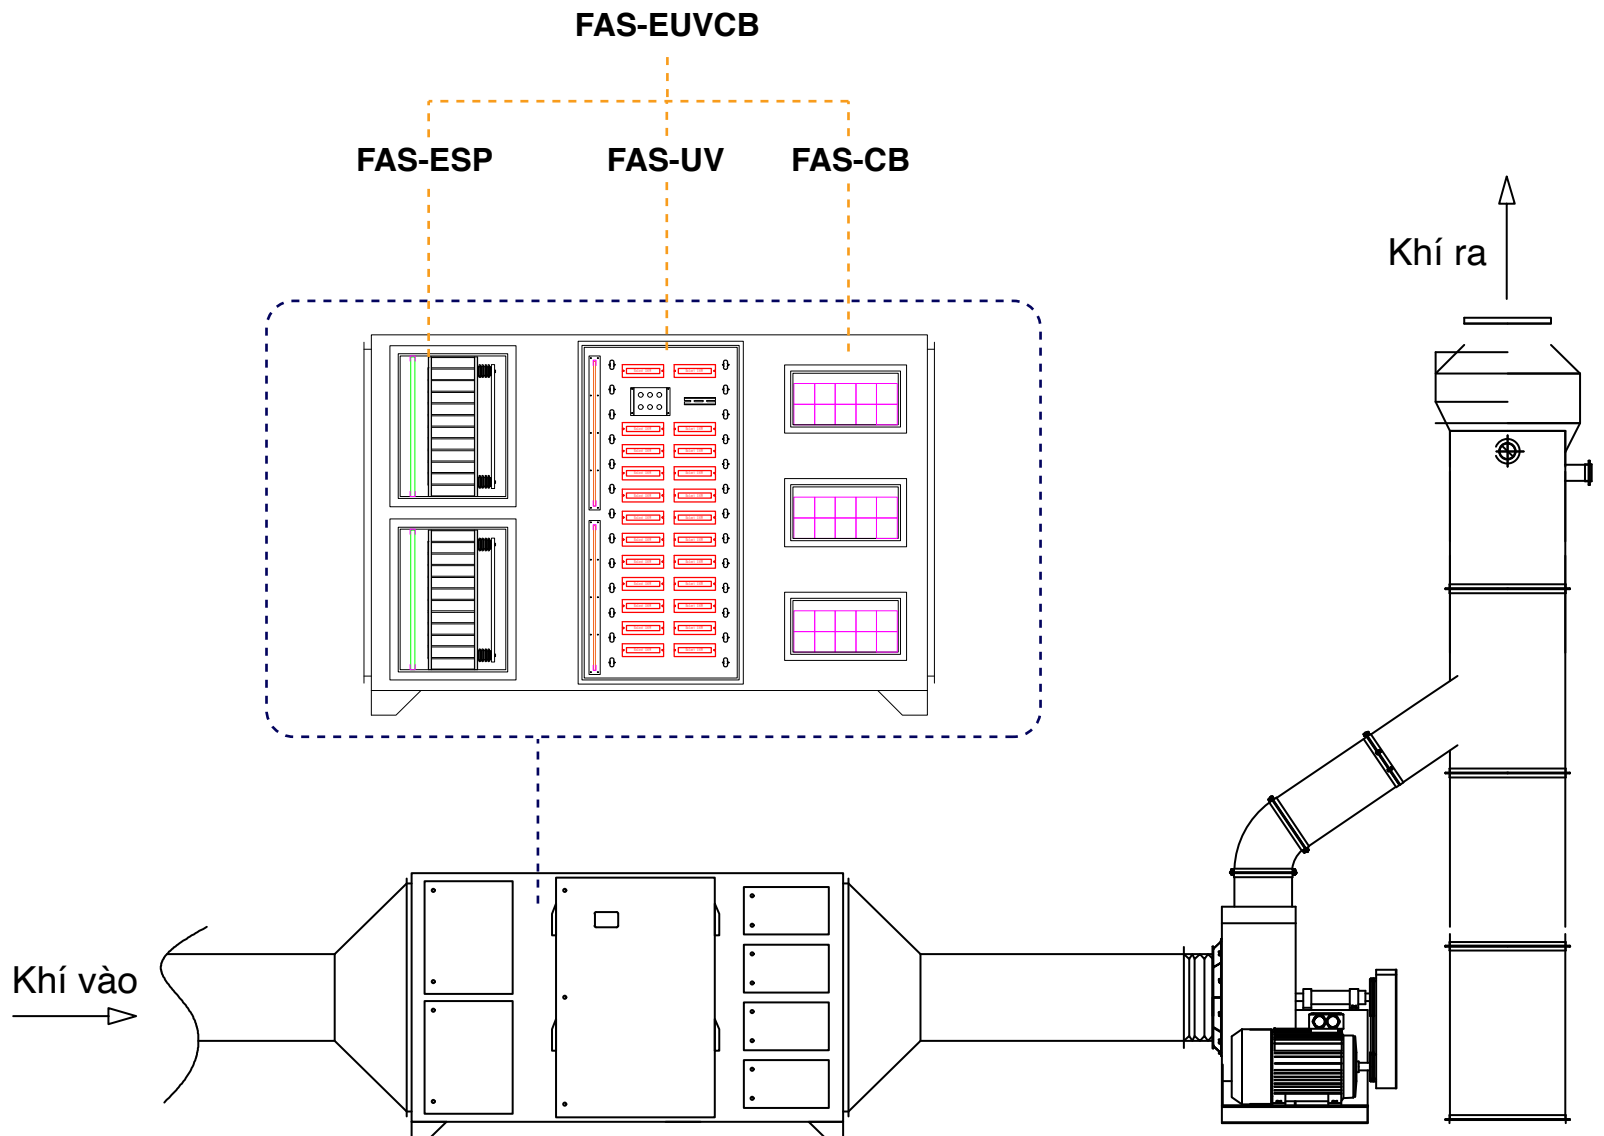 FAS-EUVCB
FAS-ESP
FAS-UV
FAS-CB
Khí ra
Khí vào